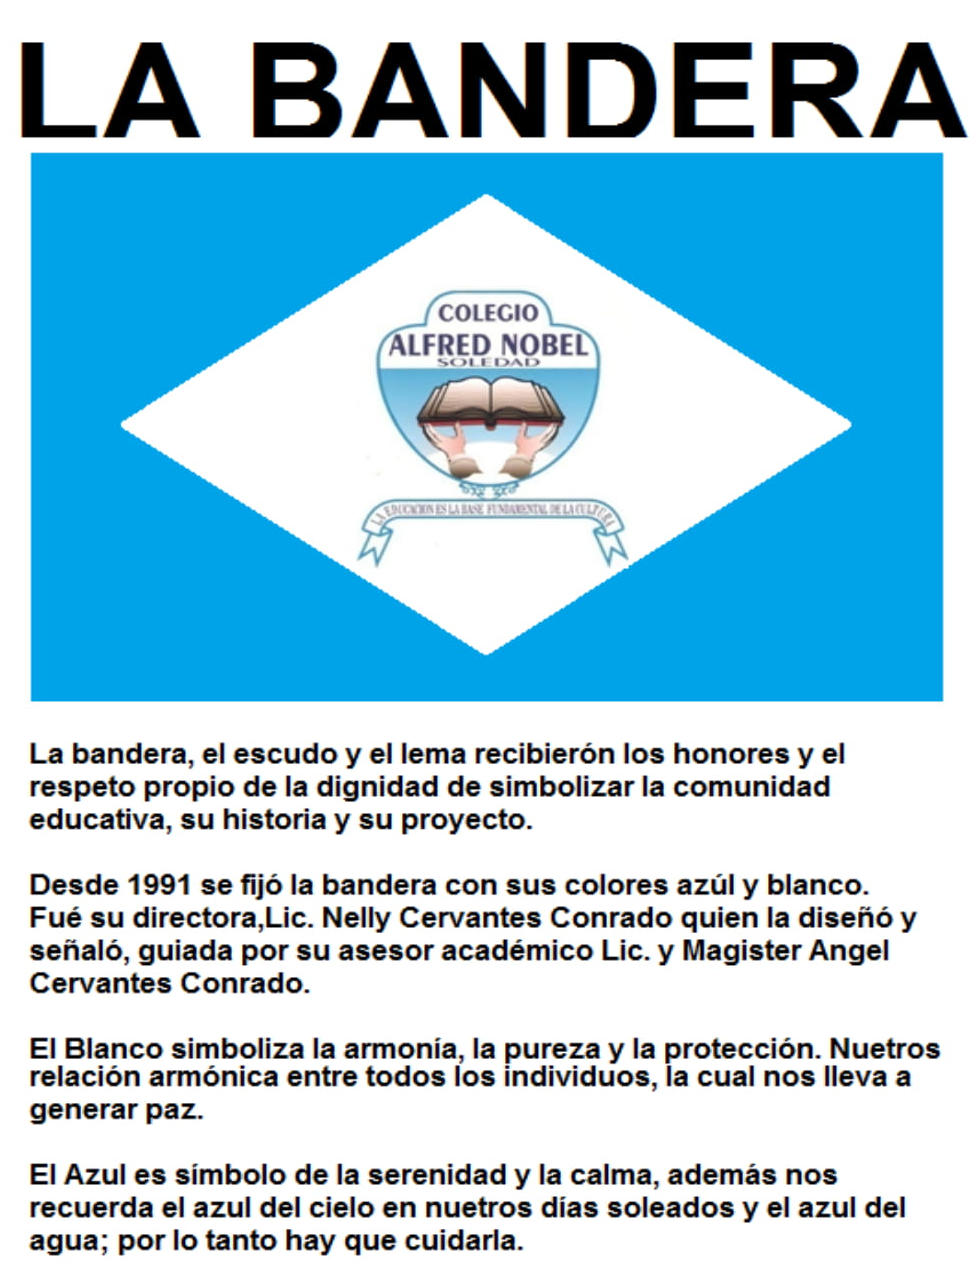 LA BANDERA
COLEGIO
ALFRED NOBEL
SOLEDAD
LA EDUCACION ES LA BASE FUNDAMENTAL DE LA CULTURA
La bandera, el escudo y el lema recibierón los honores y el
respeto propio de la dignidad de simbolizar la comunidad
educativa, su historia y su proyecto.
Desde 1991 se fijó la bandera con sus colores azúl y blanco.
Fué su directora,Lic. Nelly Cervantes Conrado quien la diseñó y
señaló, guiada por su asesor académico Lic. y Magister Angel
Cervantes Conrado.
El Blanco simboliza la armonía, la pureza y la protección. Nuetros
relación armónica entre todos los individuos, la cual nos lleva a
generar paz.
El Azul es símbolo de la serenidad y la calma, además nos
recuerda el azul del cielo en nuetros días soleados y el azul del
agua; por lo tanto hay que cuidarla.